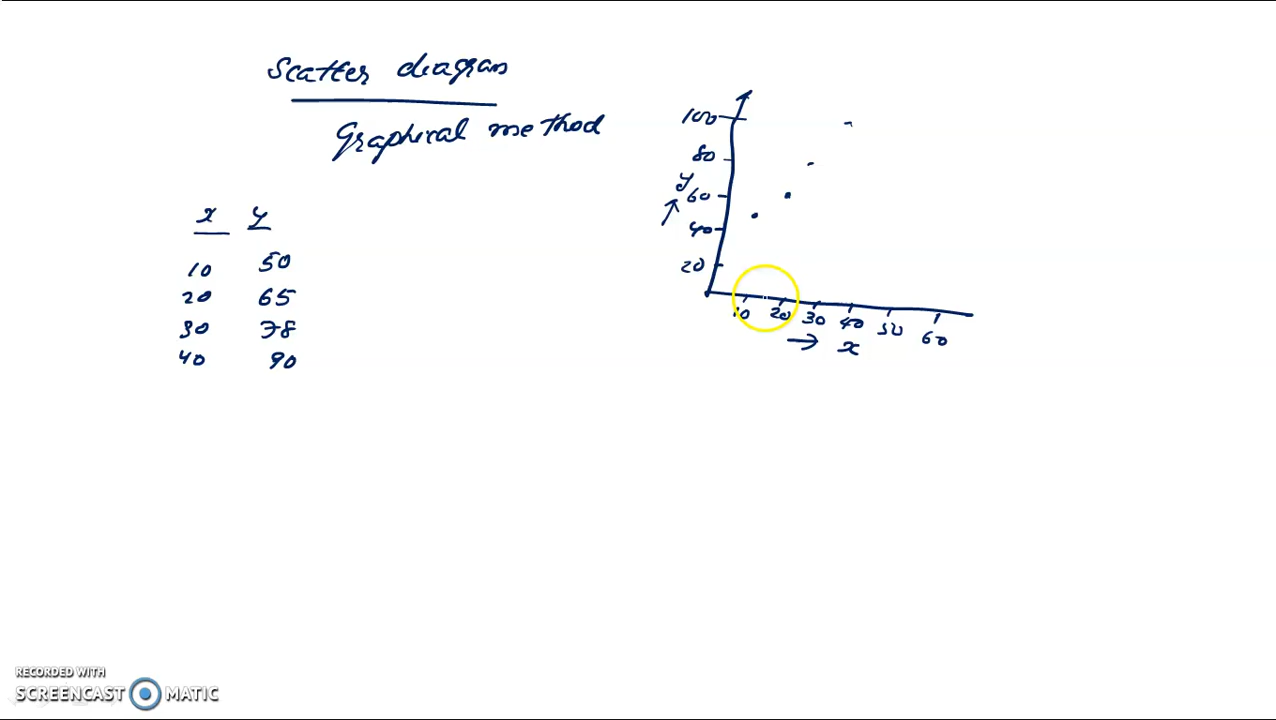 Scatter diagram
Graphical method
x y
10 50
20 65
30 78
40 90
100
80
y
60
40
20
10 20 30 40 50 60
x
RECORDED WITH
SCREENCAST MATIC